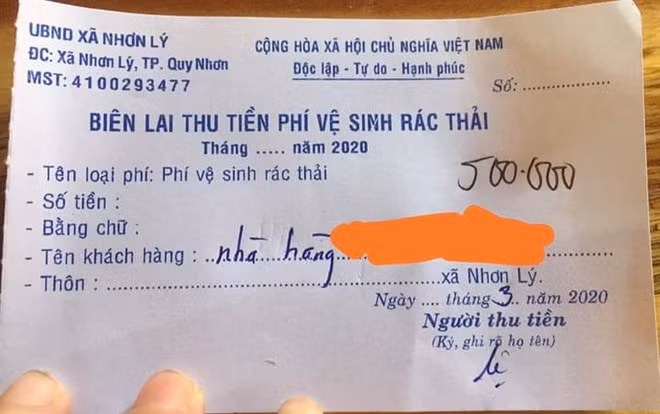 UBND XÃ NHƠN LÝ
ĐC: Xã Nhơn Lý, TP. Quy Nhơn
MST: 4100293477
CỘNG HÒA XÃ HỘI CHỦ NGHĨA VIỆT NAM
Độc lập - Tự do - Hạnh phúc
Số: ......................
BIÊN LAI THU TIỀN PHÍ VỆ SINH RÁC THẢI
Tháng ..... năm 2020
- Tên loại phí: Phí vệ sinh rác thải
500.000
- Số tiền :
- Bằng chữ :
- Tên khách hàng : nhà hàng
- Thôn : ......................xã Nhơn Lý.
Ngày .... tháng 3.. năm 2020
Người thu tiền
(Ký, ghi rõ họ tên)
lệ